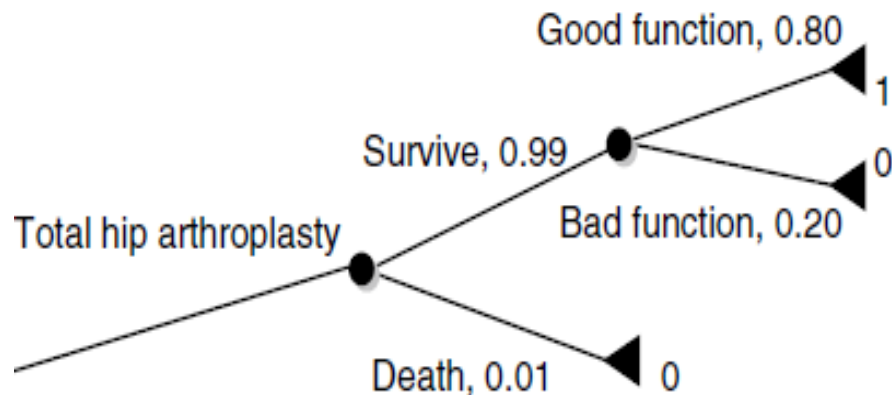 Good function, 0.80
1
Survive, 0.99
0
Bad function, 0.20
Total hip arthroplasty
Death, 0.01
0